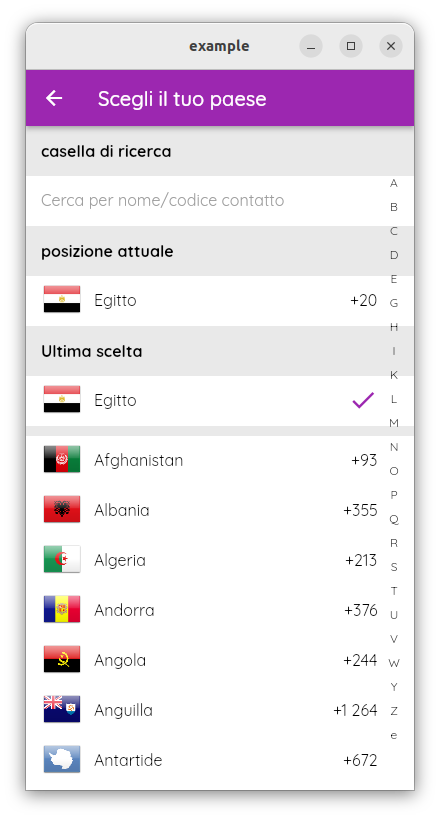 example
Scegli il tuo paese
casella di ricerca
Cerca per nome/codice contatto
posizione attuale
Egitto +20
Ultima scelta
Egitto
Afghanistan +93
Albania +355
Algeria +213
Andorra +376
Angola +244
Anguilla +1 264
Antartide +672
A
B
C
D
E
G
H
I
K
L
M
N
O
P
Q
R
S
T
U
V
W
Y
Z
e